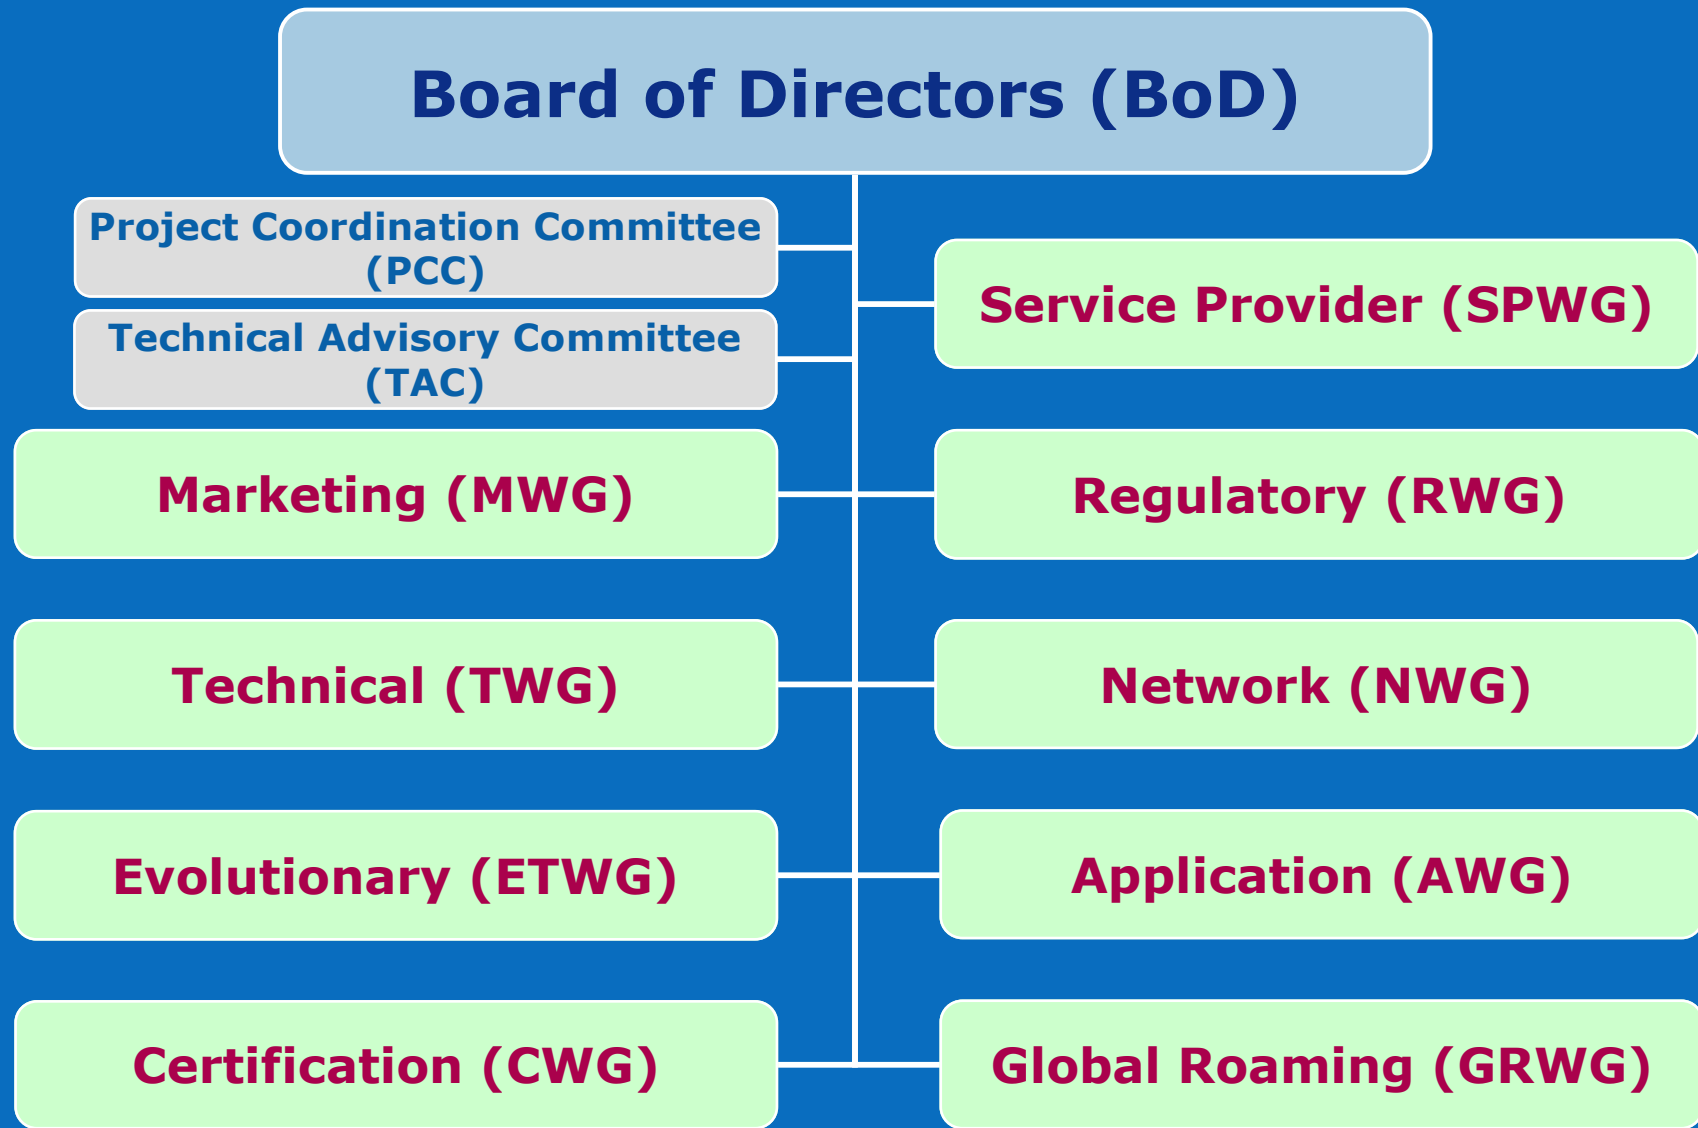 Board of Directors (BoD)
Project Coordination Committee
(PCC)
Technical Advisory Committee
(TAC)
Service Provider (SPWG)
Marketing (MWG)
Regulatory (RWG)
Technical (TWG)
Network (NWG)
Evolutionary (ETWG)
Application (AWG)
Certification (CWG)
Global Roaming (GRWG)